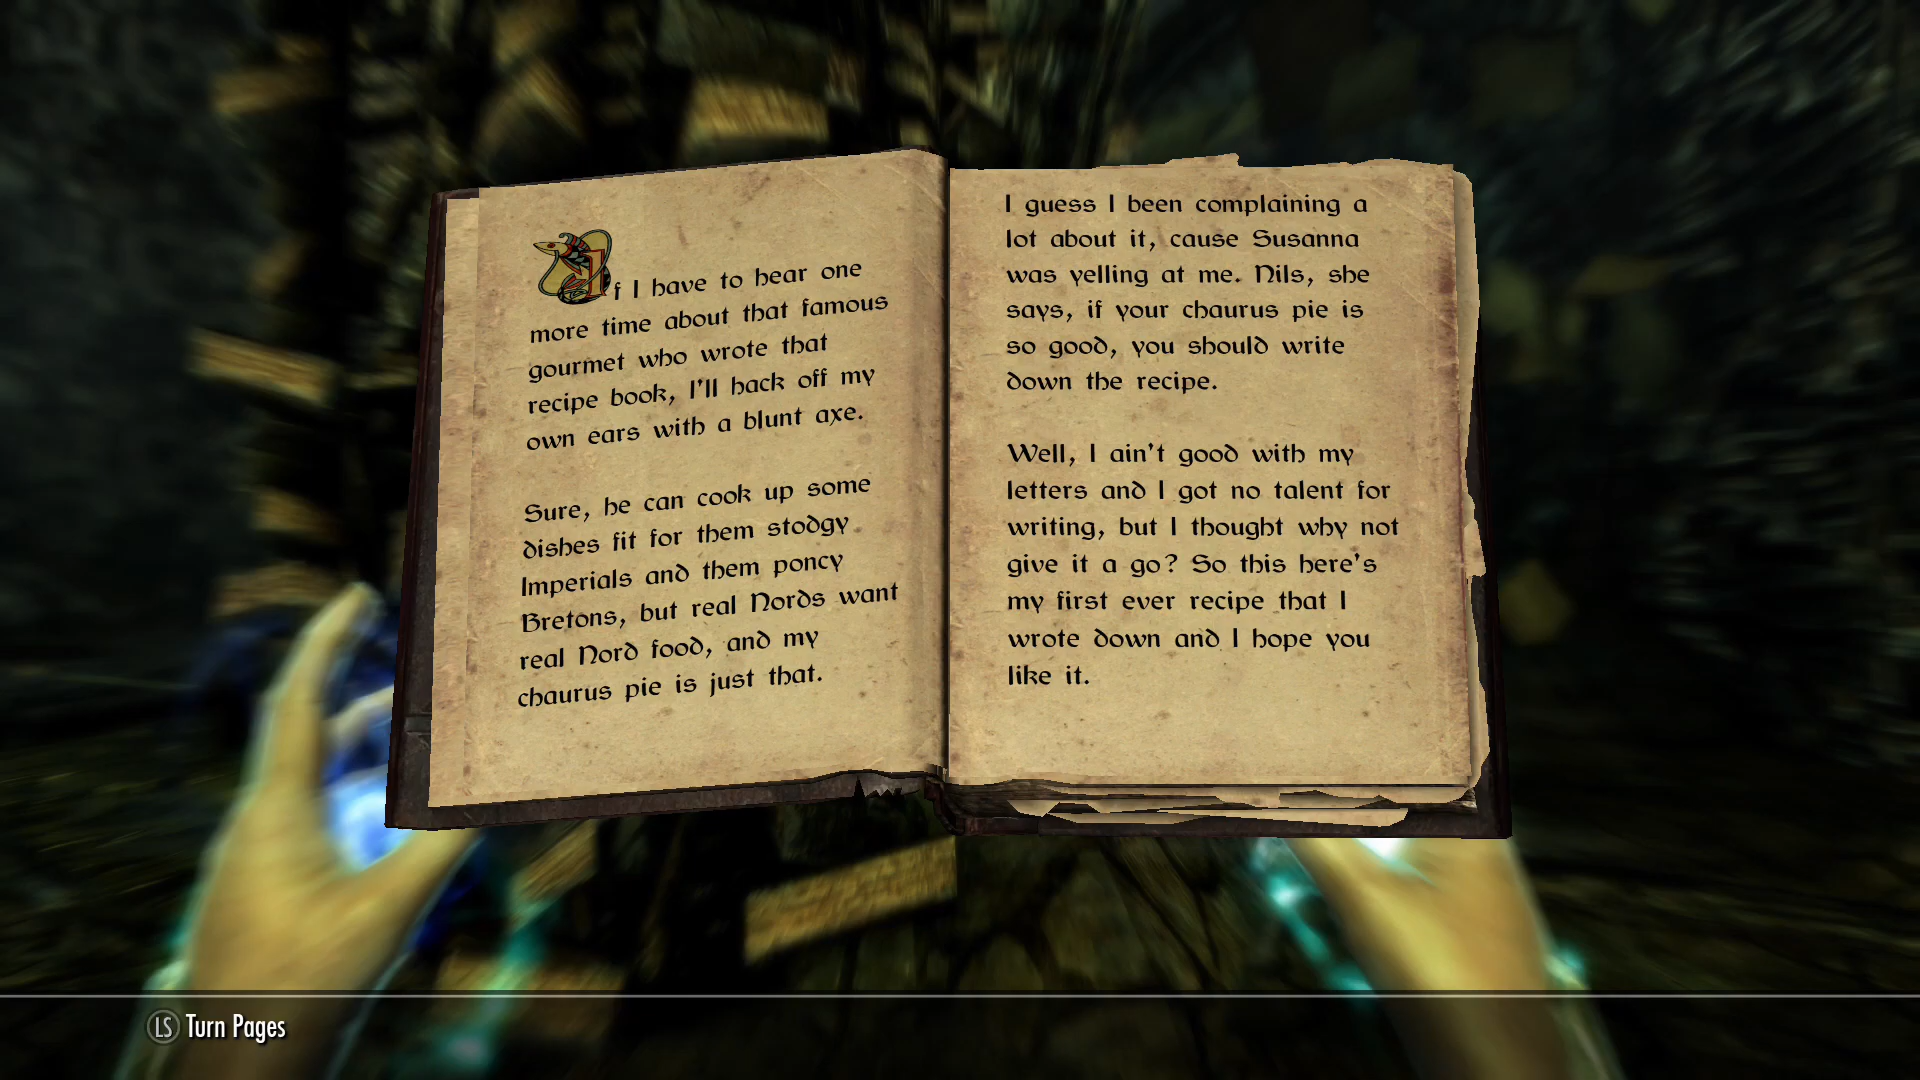 If I have to hear one
more time about that famous
gourmet who wrote that
recipe book, I'll hack off my
own ears with a blunt axe.
Sure, he can cook up some
dishes fit for them stodgy
Imperials and them poncy
Bretons, but real Nords want
real Nord food, and my
chaurus pie is just that.
I guess I been complaining a
lot about it, cause Susanna
was yelling at me. Nils, she
says, if your chaurus pie is
so good, you should write
down the recipe.
Well, I ain't good with my
letters and I got no talent for
writing, but I thought why not
give it a go? So this here's
my first ever recipe that I
wrote down and I hope you
like it.
LS Turn Pages